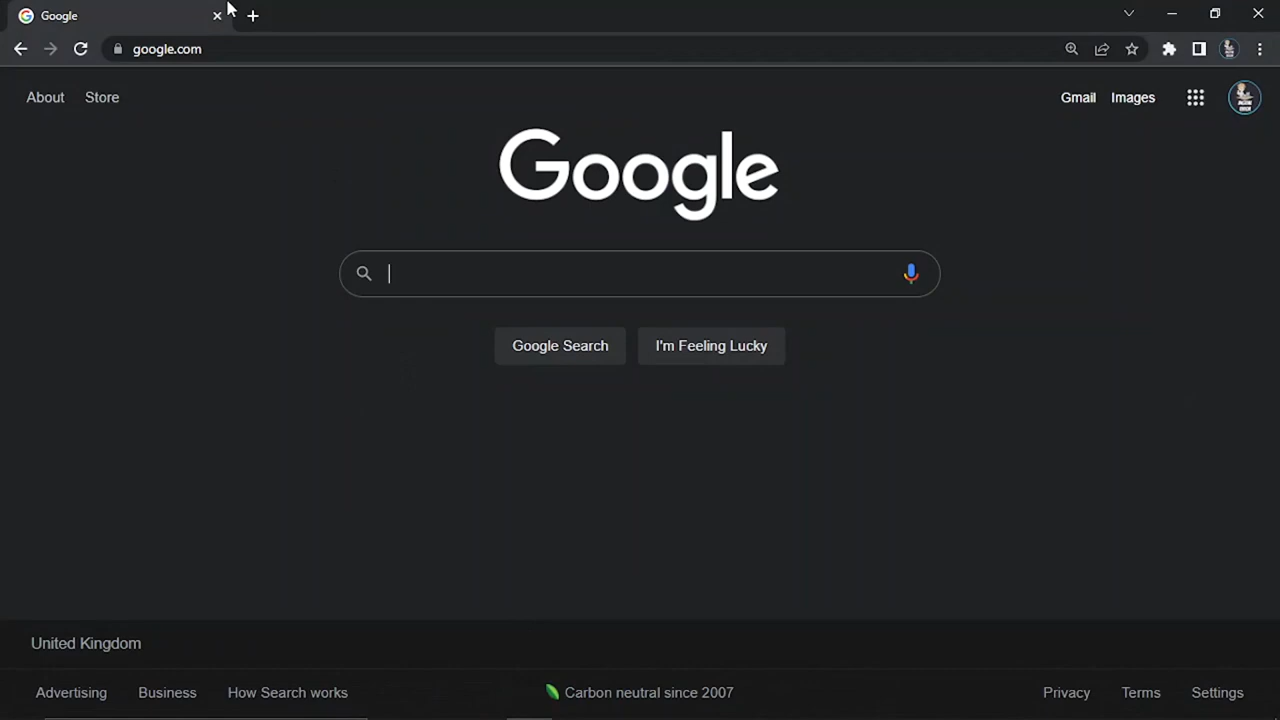 Google
google.com
About Store Gmail Images
Google
Google Search I'm Feeling Lucky
United Kingdom
Advertising Business How Search works Carbon neutral since 2007 Privacy Terms Settings